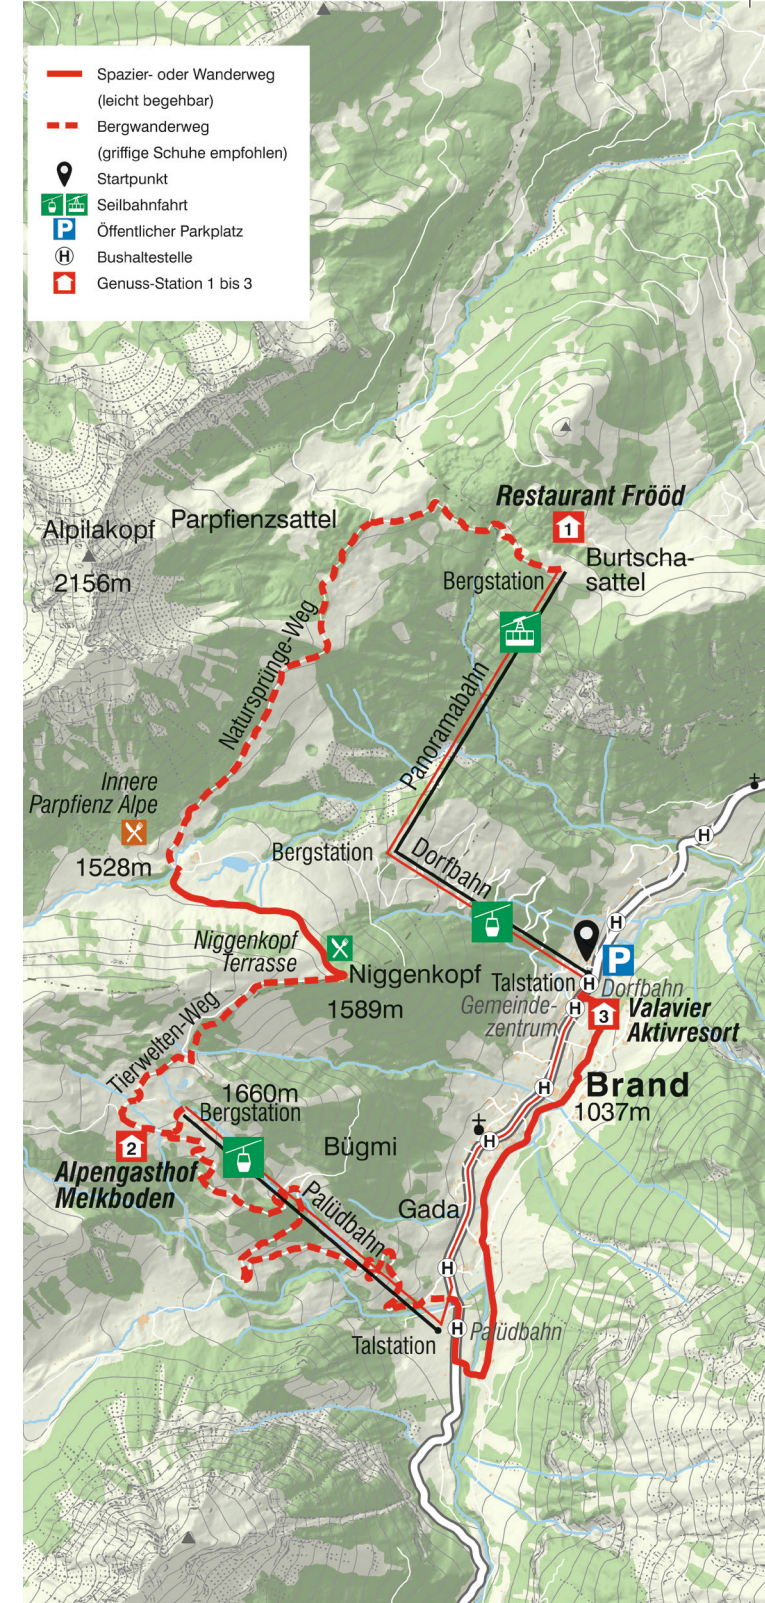 Spazier- oder Wanderweg
(leicht begehbar)
Bergwanderweg
(griffige Schuhe empfohlen)
Startpunkt
Seilbahnfahrt
P Öffentlicher Parkplatz
H Bushaltestelle
Genuss-Station 1 bis 3
Restaurant Frööd
1
Parpfienzsattel
Alpilakopf
2156m
Burtscha-
sattel
Bergstation
Natursprünge-Weg
Panoramabahn
Innere
Parpfienz Alpe
1528m
H
Bergstation
Dorfbahn
H
Niggenkopf
Terrasse
P
Niggenkopf
1589m
Talstation
H
Dorfbahn
Gemeinde-
zentrum
H
3
Valavier
Aktivresort
Tierwelten-Weg
Brand
1037m
H
1660m
Bergstation
H
2
Alpengasthof
Melkboden
Bügmi
Palüdbahn
Gada
H
H
Palüdbahn
Talstation